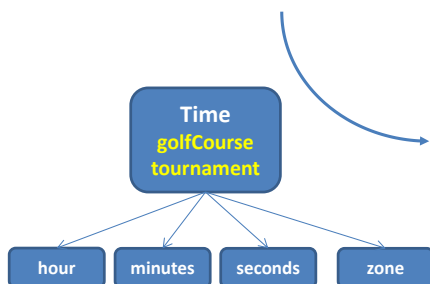 Time
golfCourse
tournament
hour
minutes
seconds
zone